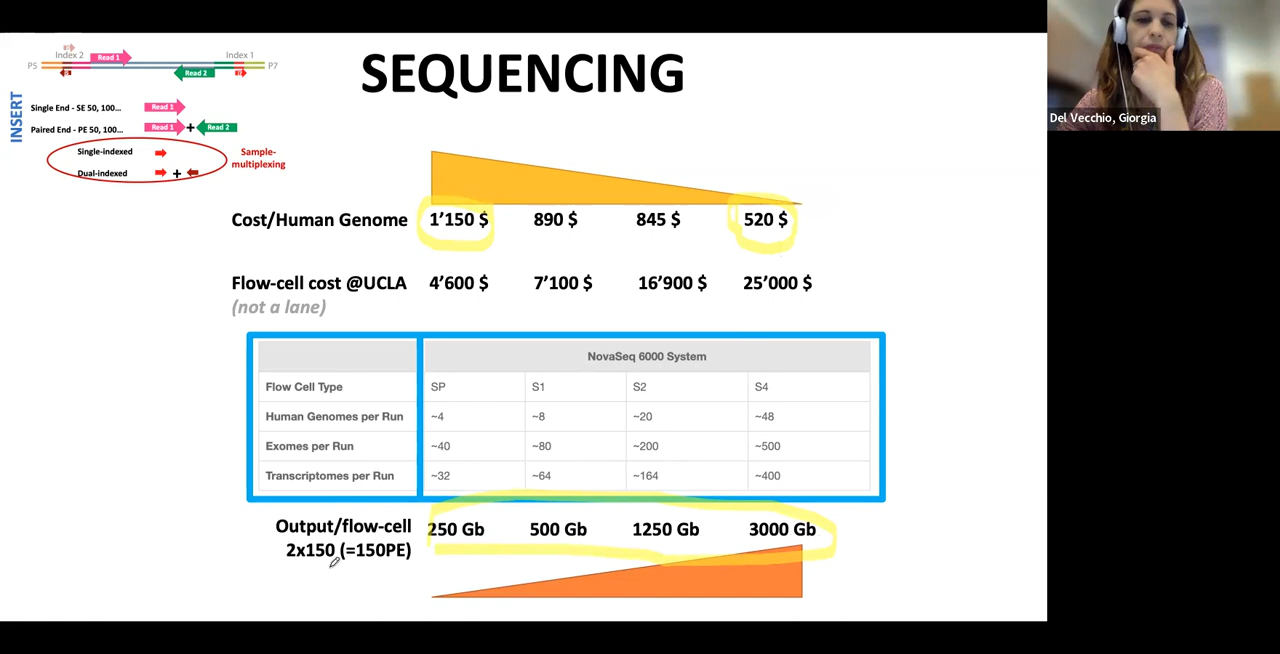 SEQUENCING
Index 2
Read 1
Index 1
P5
P7
Read 2
INSERT
Single End - SE 50, 100...
Read 1
Paired End - PE 50, 100...
Read 1 + Read 2
Single-indexed
Dual-indexed
+
Sample-
multiplexing
Cost/Human Genome 1’150 $ 890 $ 845 $ 520 $
Flow-cell cost @UCLA 4’600 $ 7’100 $ 16’900 $ 25’000 $
(not a lane)
NovaSeq 6000 System
Flow Cell Type SP S1 S2 S4
Human Genomes per Run ~4 ~8 ~20 ~48
Exomes per Run ~40 ~80 ~200 ~500
Transcriptomes per Run ~32 ~64 ~164 ~400
Output/flow-cell 250 Gb 500 Gb 1250 Gb 3000 Gb
2x150 (=150PE)
Del Vecchio, Giorgia